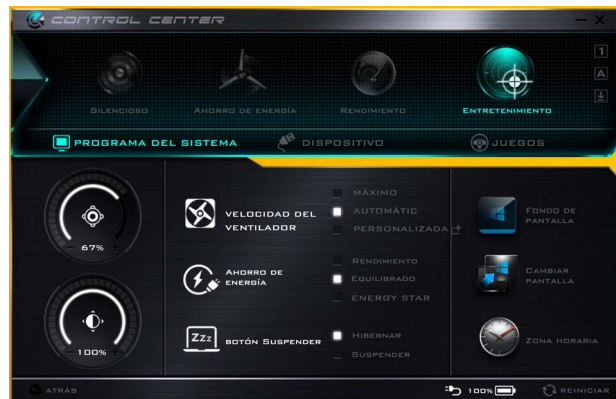 CONTROL CENTER
1
A
SILENCIOSO
AHORRO DE ENERGÍA
RENDIMIENTO
ENTRETENIMIENTO
PROGRAMA DEL SISTEMA
DISPOSITIVO
JUEGOS
67%
VELOCIDAD DEL
VENTILADOR
MÁXIMO
AUTOMÁTIC
PERSONALIZADA
FONDO DE
PANTALLA
AHORRO DE
ENERGÍA
RENDIMIENTO
EQUILIBRADO
ENERGY STAR
CAMBIAR
PANTALLA
100%
Zzz
BOTÓN SUSPENDER
HIBERNAR
SUSPENDER
ZONA HORARIA
ATRÁS
100%
REINICIAR